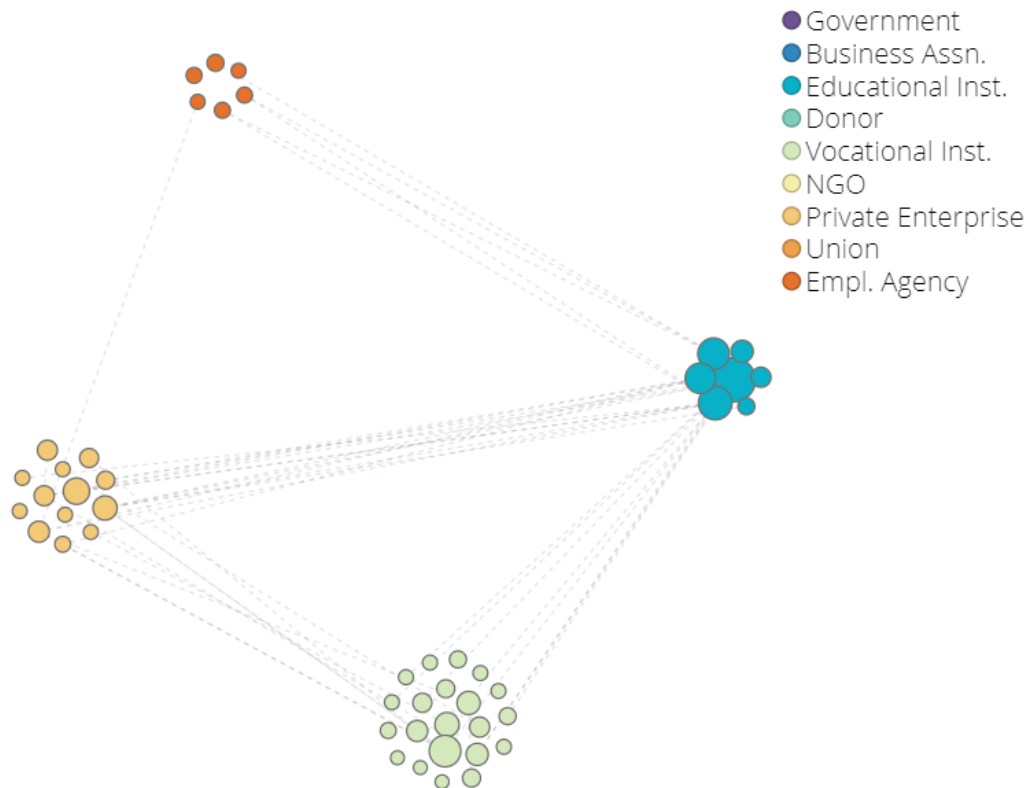 Government
Business Assn.
Educational Inst.
Donor
Vocational Inst.
NGO
Private Enterprise
Union
Empl. Agency